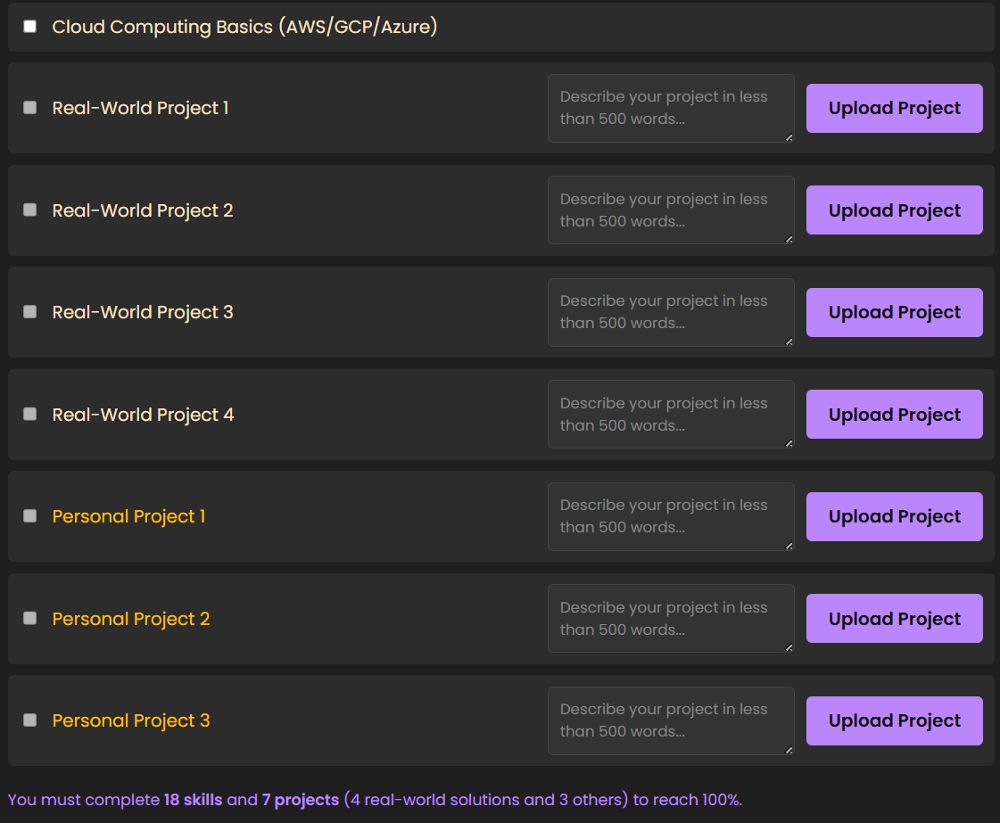 Cloud Computing Basics (AWS/GCP/Azure)
Real-World Project 1
Describe your project in less
than 500 words...
Upload Project
Real-World Project 2
Describe your project in less
than 500 words...
Upload Project
Real-World Project 3
Describe your project in less
than 500 words...
Upload Project
Real-World Project 4
Describe your project in less
than 500 words...
Upload Project
Personal Project 1
Describe your project in less
than 500 words...
Upload Project
Personal Project 2
Describe your project in less
than 500 words...
Upload Project
Personal Project 3
Describe your project in less
than 500 words...
Upload Project
You must complete 18 skills and 7 projects (4 real-world solutions and 3 others) to reach 100%.